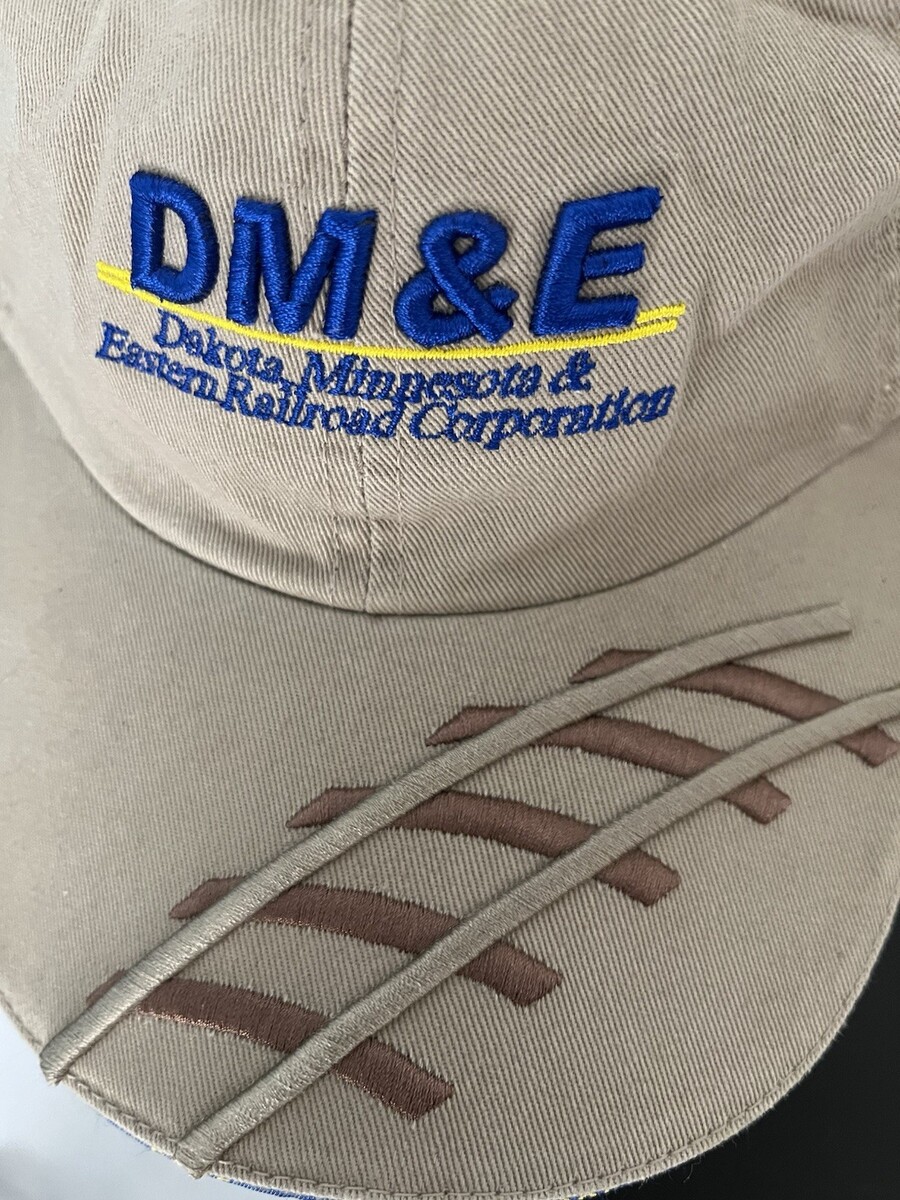 DM&E
Dakota, Minnesota &
Eastern Railroad Corporation